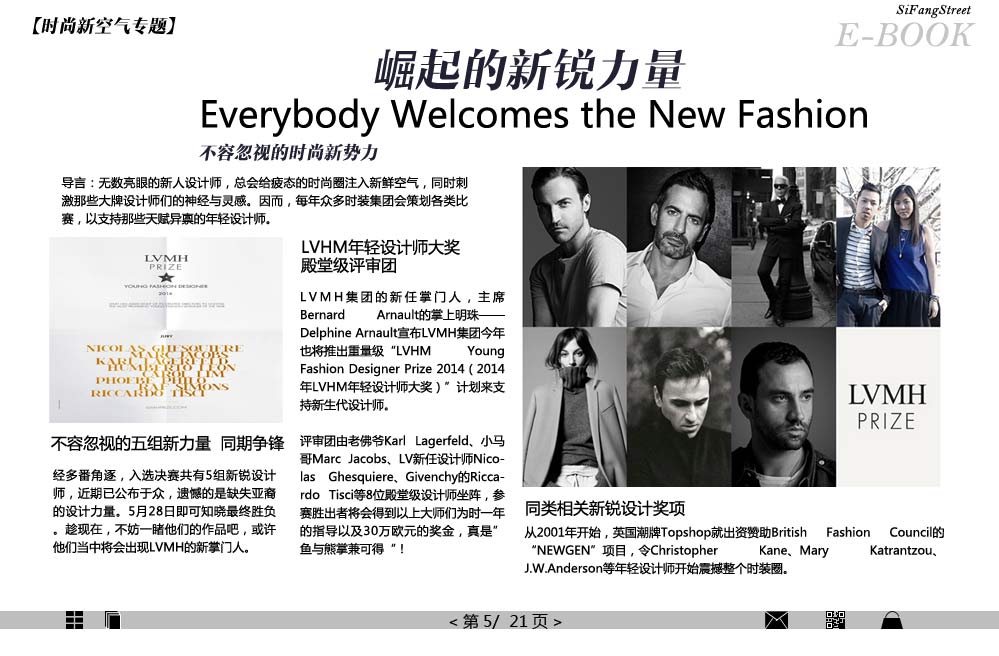 【时尚新空气专题】
SiFangStreet
E-BOOK
崛起的新锐力量
Everybody Welcomes the New Fashion
不容忽视的时尚新势力
导言：无数亮眼的新人设计师，总会给疲态的时尚圈注入新鲜空气，同时刺
激那些大牌设计师们的神经与灵感。因而，每年众多时装集团会策划各类比
赛，以支持那些天赋异禀的年轻设计师。
LVMH
PRIZE
YOUNG FASHION DESIGNER
2014
JURY
NICOLAS GHESQUIERE
MARC JACOBS
KARL LAGERFELD
HUMBERTO LEON
CAROL LIM
PHOEBE PHILO
RAF SIMONS
RICCARDO TISCI
LVMHPRIZE.COM
不容忽视的五组新力量 同期争锋
经多番角逐，入选决赛共有5组新锐设计
师，近期已公布于众，遗憾的是缺失亚裔
的设计力量。5月28日即可知晓最终胜负
。趁现在，不妨一睹他们的作品吧，或许
他们当中将会出现LVMH的新掌门人。
LVHM年轻设计师大奖
殿堂级评审团
LVMH集团的新任掌门人，主席
Bernard Arnault的掌上明珠——
Delphine Arnault宣布LVMH集团今年
也将推出重量级“LVHM Young
Fashion Designer Prize 2014（2014
年LVHM年轻设计师大奖）”计划来支
持新生代设计师。
评审团由老佛爷Karl Lagerfeld、小马
哥Marc Jacobs、LV新任设计师Nico-
las Ghesquiere、Givenchy的Ricca-
rdo Tisci等8位殿堂级设计师坐阵，参
赛胜出者将会得到以上大师们为时一年
的指导以及30万欧元的奖金，真是”
鱼与熊掌兼可得“！
LVMH
PRIZE
同类相关新锐设计奖项
从2001年开始，英国潮牌Topshop就出资赞助British Fashion Council的
“NEWGEN”项目，令Christopher Kane、Mary Katrantzou、
J.W.Anderson等年轻设计师开始震撼整个时装圈。
< 第 5/ 21 页 >